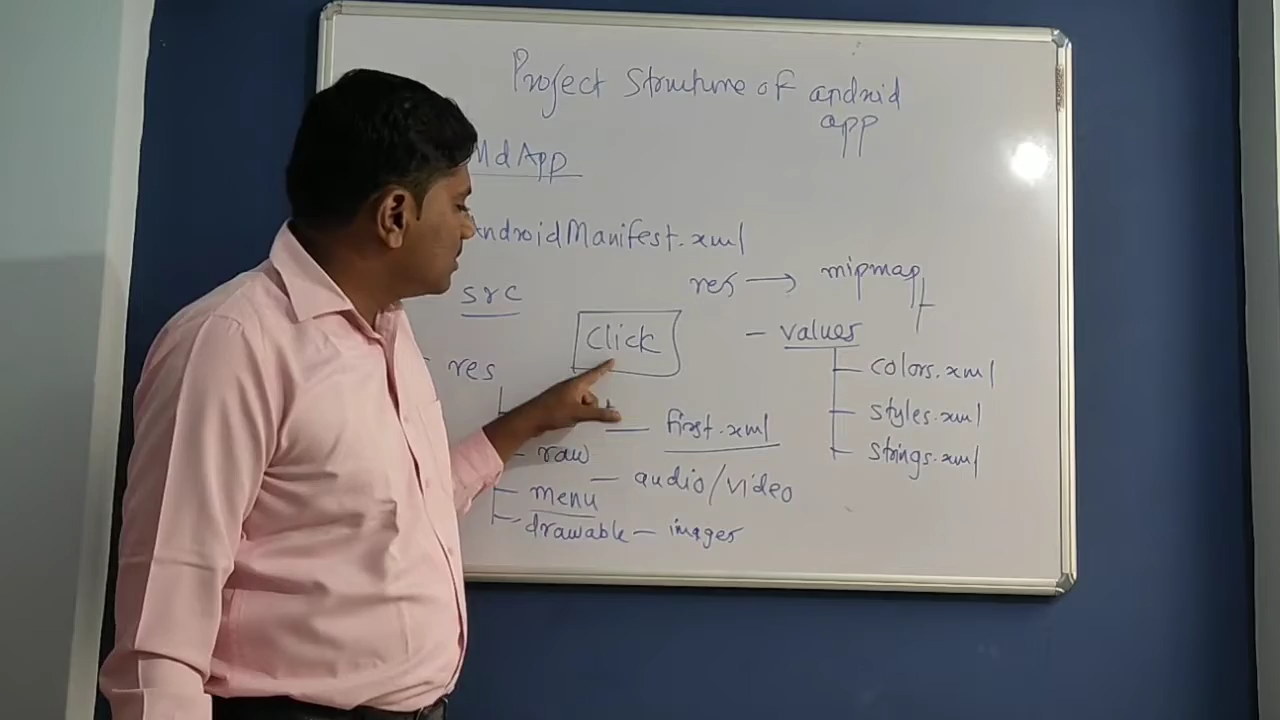 Project Structure of android
app
MdApp
AndroidManifest.xml
res → mipmap
src
Click
- values
res
colors.xml
first.xml
styles.xml
- raw
strings.xml
- audio/video
- menu
- drawable - images